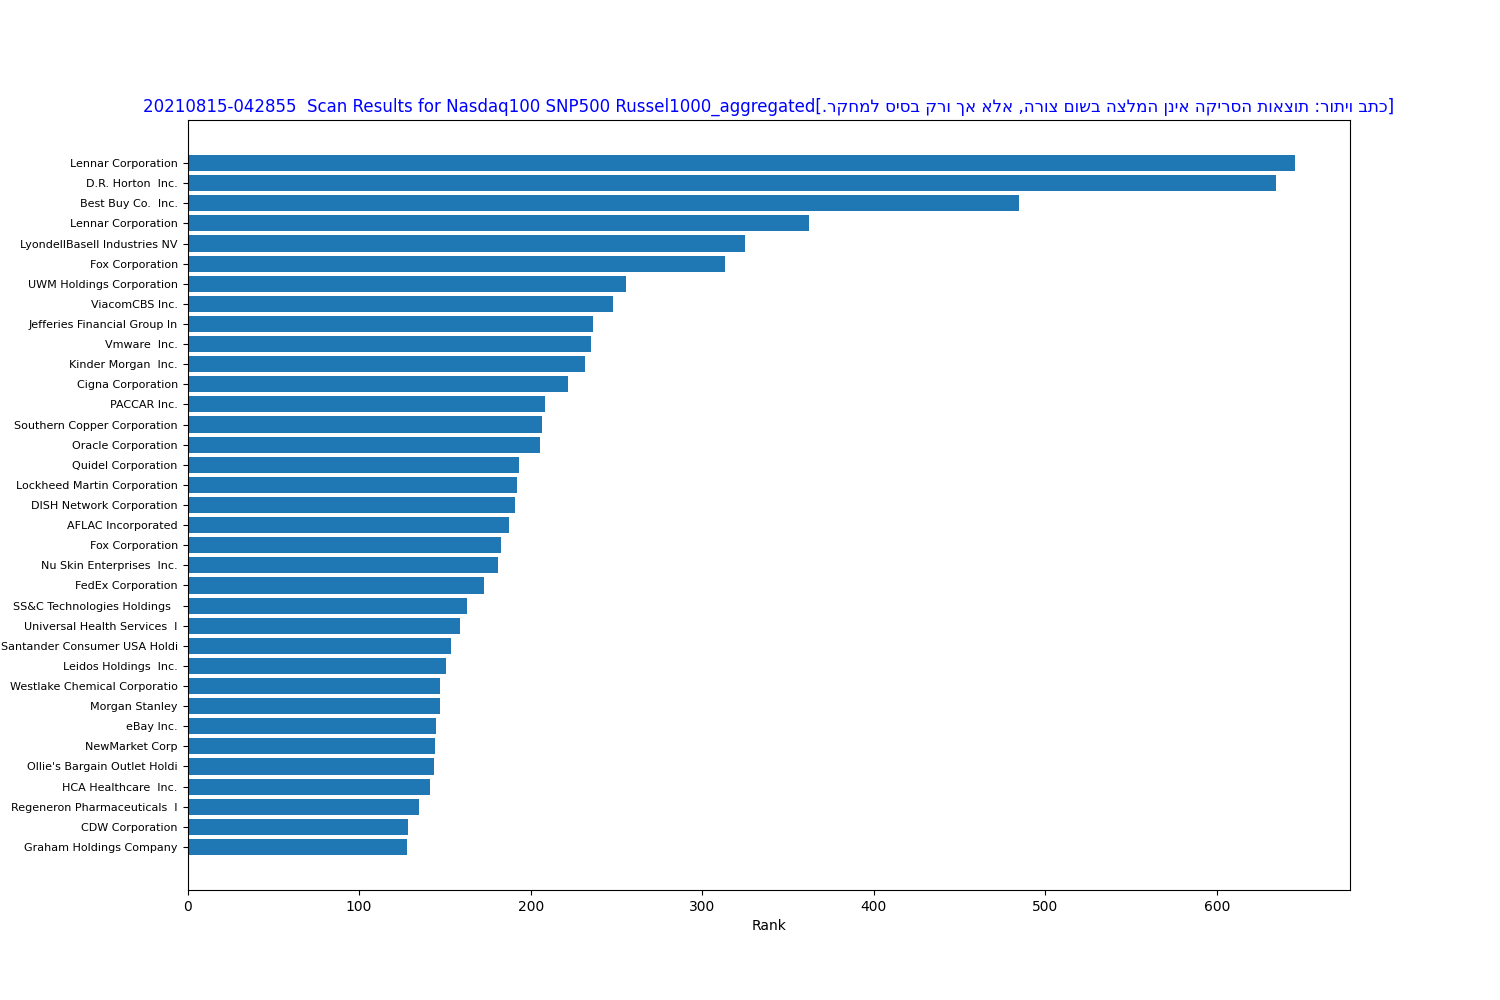 20210815-042855  Scan Results for Nasdaq100 SNP500 Russel1000_aggregated[כתב ויתור: תוצאות הסריקה אינן המלצה בשום צורה, אלא אך ורק בסיס למחקר.]
Lennar Corporation
D.R. Horton  Inc.
Best Buy Co.  Inc.
Lennar Corporation
LyondellBasell Industries NV
Fox Corporation
UWM Holdings Corporation
ViacomCBS Inc.
Jefferies Financial Group In
Vmware  Inc.
Kinder Morgan  Inc.
Cigna Corporation
PACCAR Inc.
Southern Copper Corporation
Oracle Corporation
Quidel Corporation
Lockheed Martin Corporation
DISH Network Corporation
AFLAC Incorporated
Fox Corporation
Nu Skin Enterprises  Inc.
FedEx Corporation
SS&C Technologies Holdings
Universal Health Services  I
Santander Consumer USA Holdi
Leidos Holdings  Inc.
Westlake Chemical Corporatio
Morgan Stanley
eBay Inc.
NewMarket Corp
Ollie's Bargain Outlet Holdi
HCA Healthcare  Inc.
Regeneron Pharmaceuticals  I
CDW Corporation
Graham Holdings Company
0 100 200 300 400 500 600
Rank